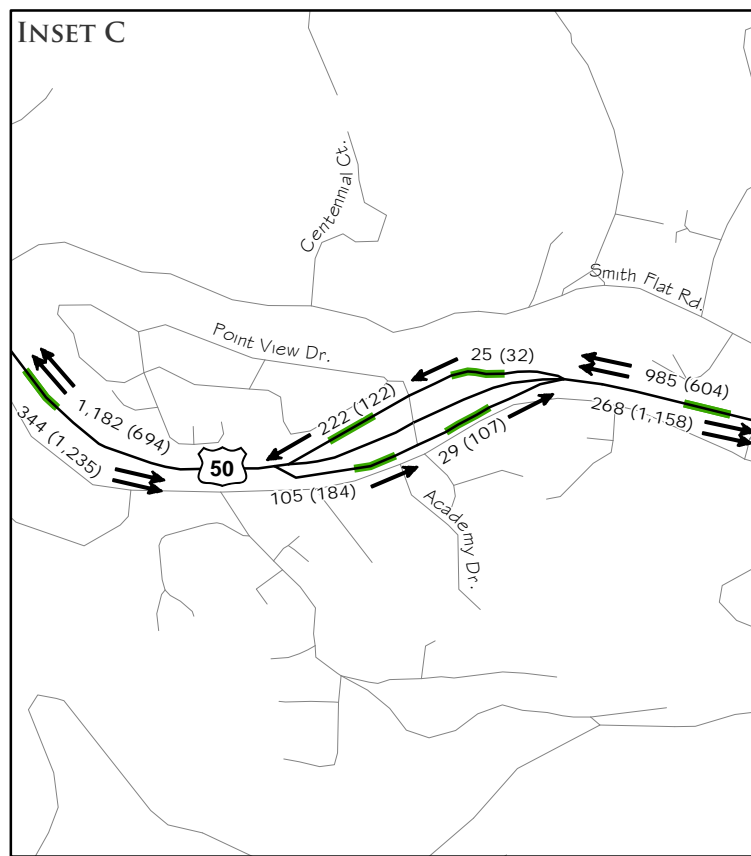 INSET C
Centennial Ct.
Smith Flat Rd.
Point View Dr.
25 (32)
985 (604)
268 (1,158)
222 (122)
1,182 (694)
344 (1,235)
29 (107)
50
105 (184)
Academy Dr.